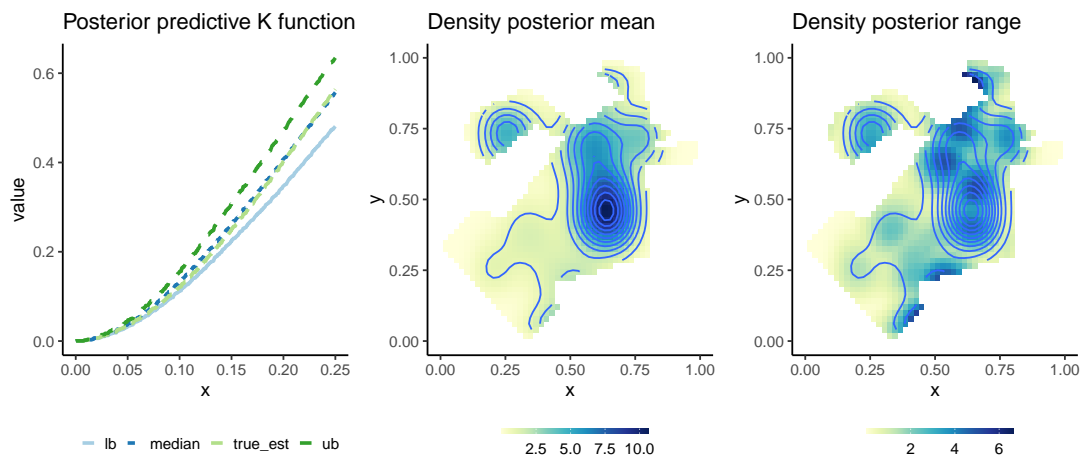 Posterior predictive K function
Density posterior mean
Density posterior range
0.6
0.4
0.2
0.0
value
0.00
0.05
0.10
0.15
0.20
0.25
x
1.00
0.75
0.50
0.25
0.00
y
0.00
0.25
0.50
0.75
1.00
x
1.00
0.75
0.50
0.25
0.00
y
0.00
0.25
0.50
0.75
1.00
x
lb
median
true_est
ub
2.5 5.0 7.5 10.0
2 4 6